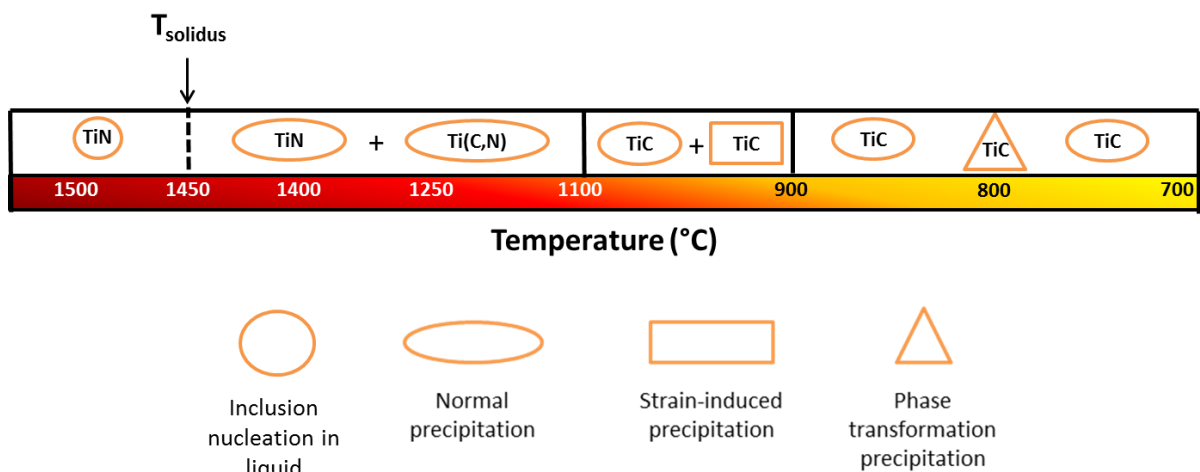 Tsolidus
TiN TiN + Ti(C,N) TiC + TiC TiC TiC TiC
1500 1450 1400 1250 1100 900 800 700
Temperature (°C)
Inclusion
nucleation in
liquid
Normal
precipitation
Strain-induced
precipitation
Phase
transformation
precipitation